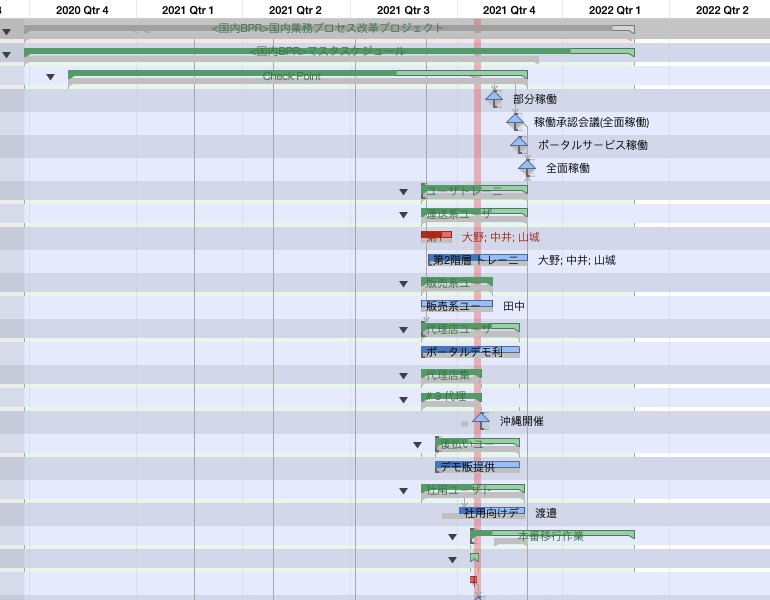 2020 Qtr 4 2021 Qtr 1 2021 Qtr 2 2021 Qtr 3 2021 Qtr 4 2022 Qtr 1 2022 Qtr 2
<国内BPR>国内業務プロセス改革プロジェクト
<国内BPR>マスタスケジュール
Check Point
部分稼働
稼働承認会議(全面稼働)
ポータルサービス稼働
全面稼働
ユーザトレーニ
運送系ユーザ
第1 大野; 中井; 山城
第2階層 トレーニ 大野; 中井; 山城
販売系ユー
販売系ユー 田中
代理店ユーザ
ポータルデモ利
代理店集
#9代理
沖縄開催
後払いユー
デモ版提供
社用ユーザト
社用向けデ 渡邉
本番移行作業